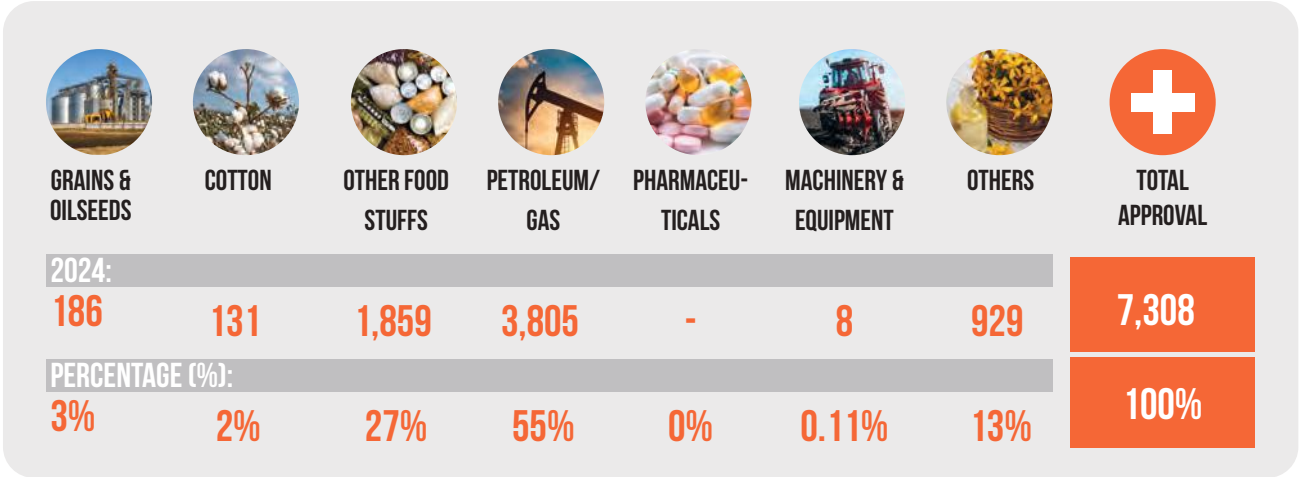 GRAINS &
OILSEEDS
COTTON
OTHER FOOD
STUFFS
PETROLEUM/
GAS
PHARMACEU-
TICALS
MACHINERY &
EQUIPMENT
OTHERS
TOTAL
APPROVAL
2024:
186
131
1,859
3,805
-
8
929
7,308
PERCENTAGE (%):
3%
2%
27%
55%
0%
0.11%
13%
100%